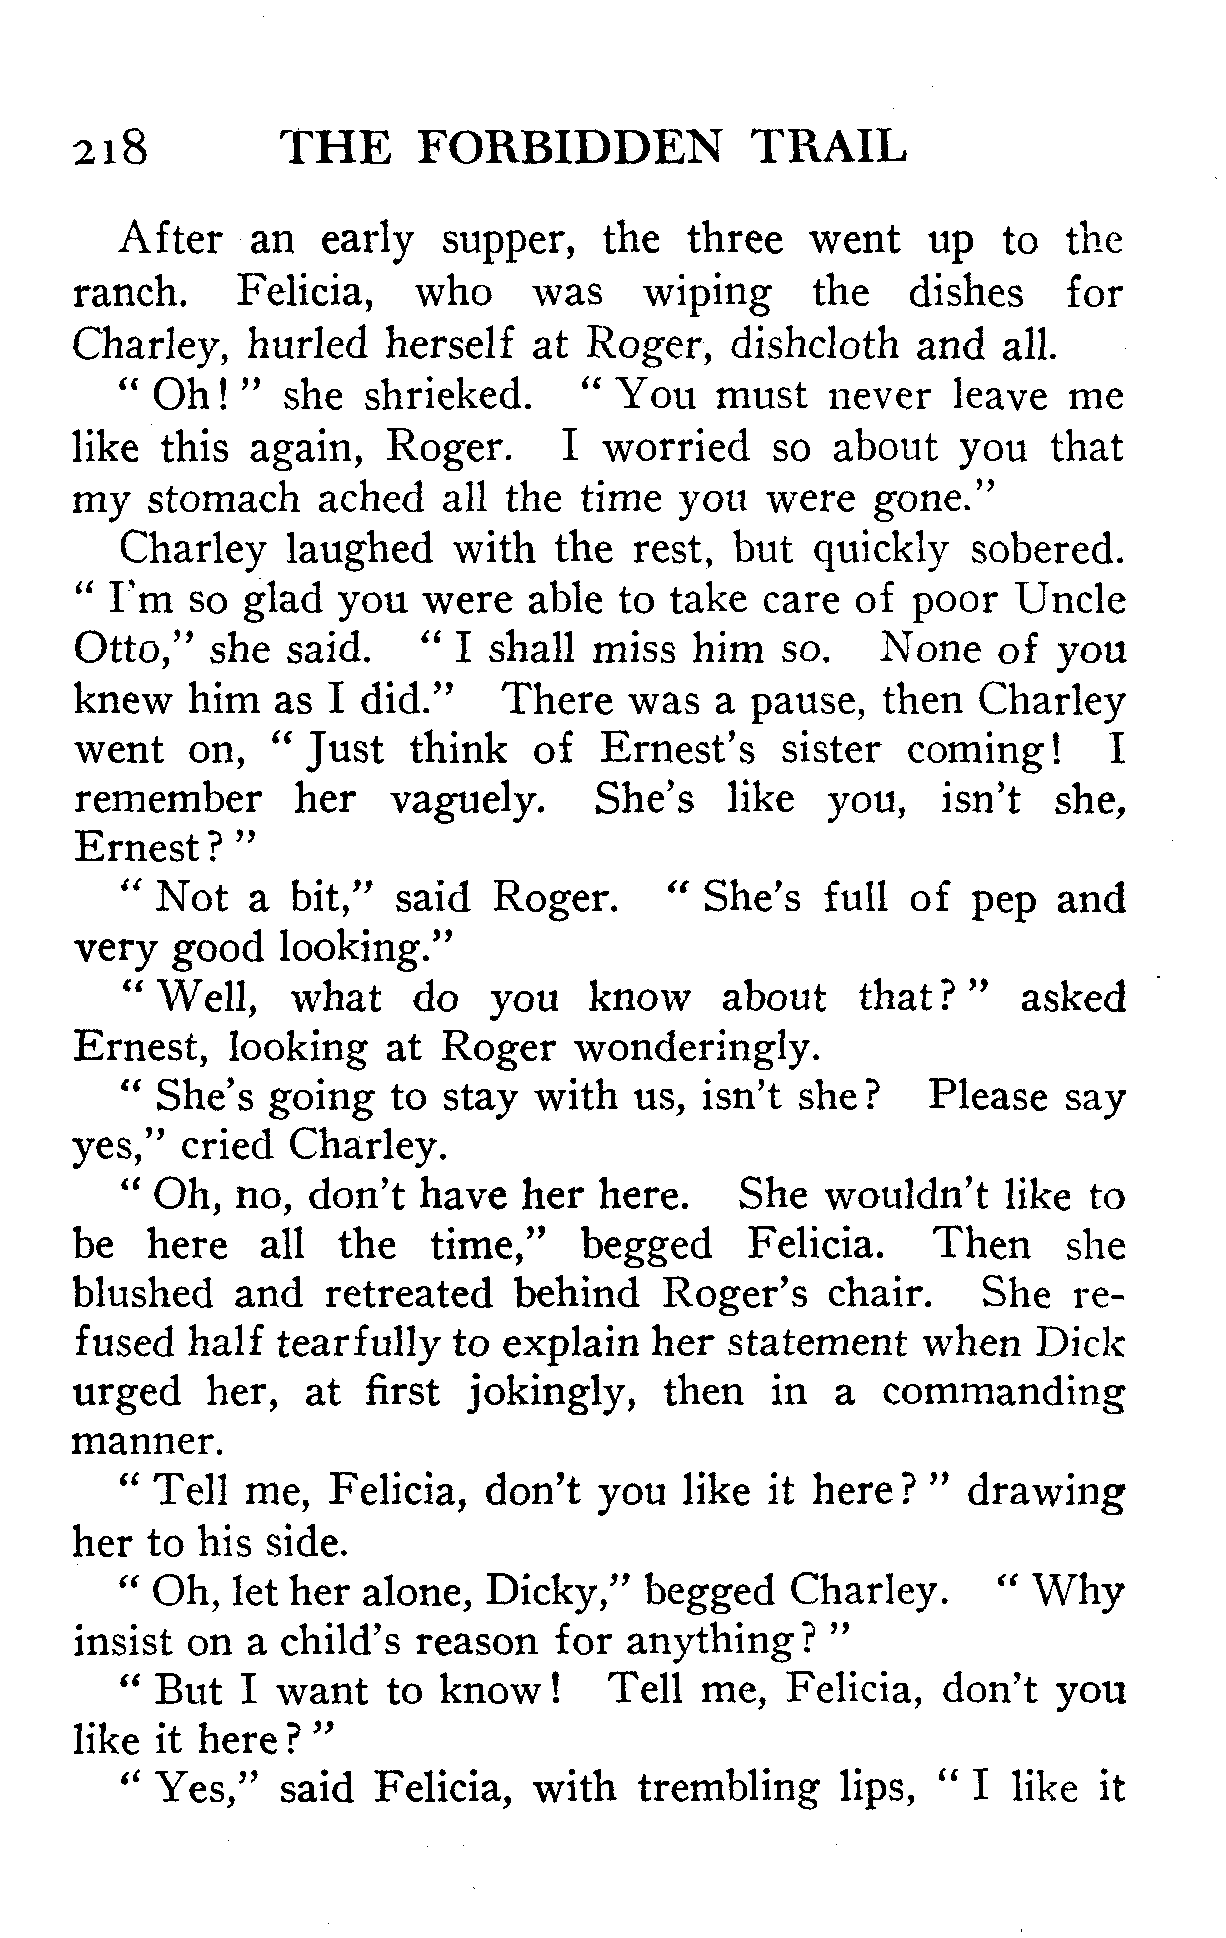 218 THE FORBIDDEN TRAIL
After an early supper, the three went up to the
ranch. Felicia, who was wiping the dishes for
Charley, hurled herself at Roger, dishcloth and all.
" Oh! " she shrieked. " You must never leave me
like this again, Roger. I worried so about you that
my stomach ached all the time you were gone."
Charley laughed with the rest, but quickly sobered.
" I'm so glad you were able to take care of poor Uncle
Otto," she said. " I shall miss him so. None of you
knew him as I did." There was a pause, then Charley
went on, " Just think of Ernest's sister coming! I
remember her vaguely. She's like you, isn't she,
Ernest? "
" Not a bit," said Roger. " She's full of pep and
very good looking."
" Well, what do you know about that? " asked
Ernest, looking at Roger wonderingly.
" She's going to stay with us, isn't she? Please say
yes," cried Charley.
" Oh, no, don't have her here. She wouldn't like to
be here all the time," begged Felicia. Then she
blushed and retreated behind Roger's chair. She re-
fused half tearfully to explain her statement when Dick
urged her, at first jokingly, then in a commanding
manner.
" Tell me, Felicia, don't you like it here? " drawing
her to his side.
" Oh, let her alone, Dicky," begged Charley. " Why
insist on a child's reason for anything? "
" But I want to know! Tell me, Felicia, don't you
like it here? "
" Yes," said Felicia, with trembling lips, " I like it